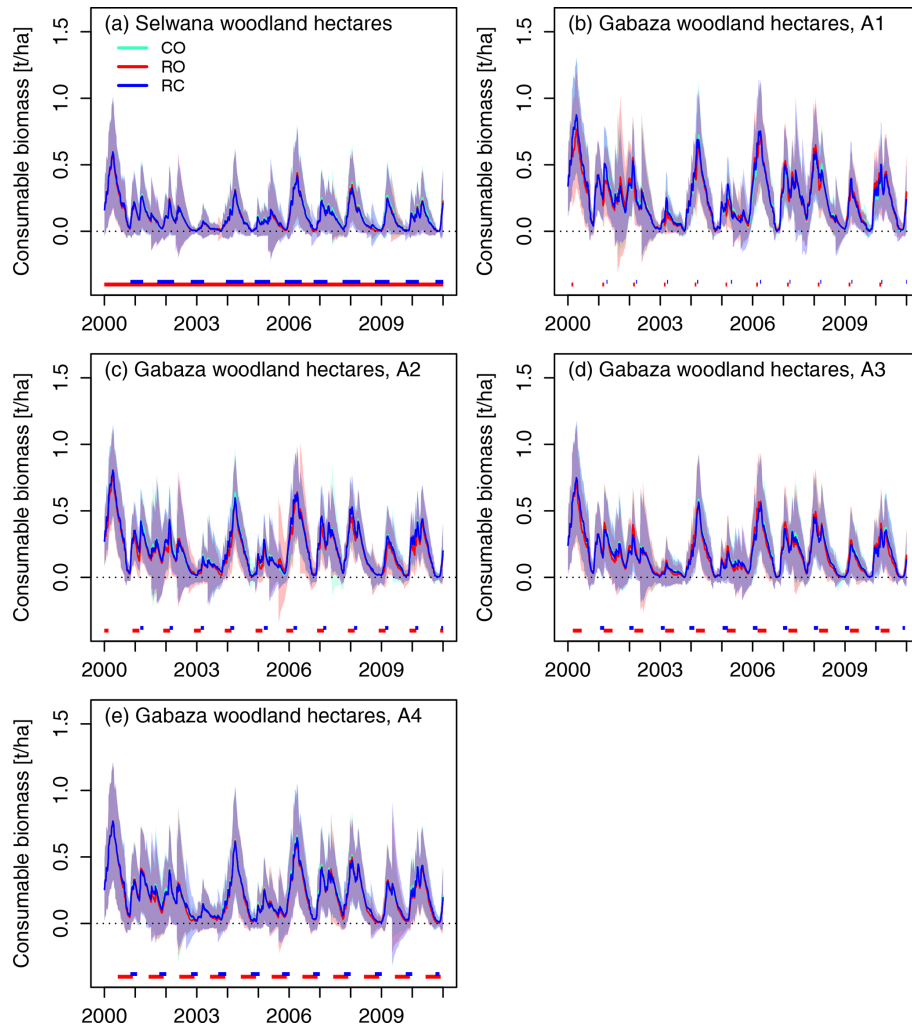 (a) Selwana woodland hectares
CO
RO
RC
Consumable biomass [t/ha]
0.0 0.5 1.0 1.5
2000 2003 2006 2009
(b) Gabaza woodland hectares, A1
Consumable biomass [t/ha]
0.0 0.5 1.0 1.5
2000 2003 2006 2009
(c) Gabaza woodland hectares, A2
Consumable biomass [t/ha]
0.0 0.5 1.0 1.5
2000 2003 2006 2009
(d) Gabaza woodland hectares, A3
Consumable biomass [t/ha]
0.0 0.5 1.0 1.5
2000 2003 2006 2009
(e) Gabaza woodland hectares, A4
Consumable biomass [t/ha]
0.0 0.5 1.0 1.5
2000 2003 2006 2009